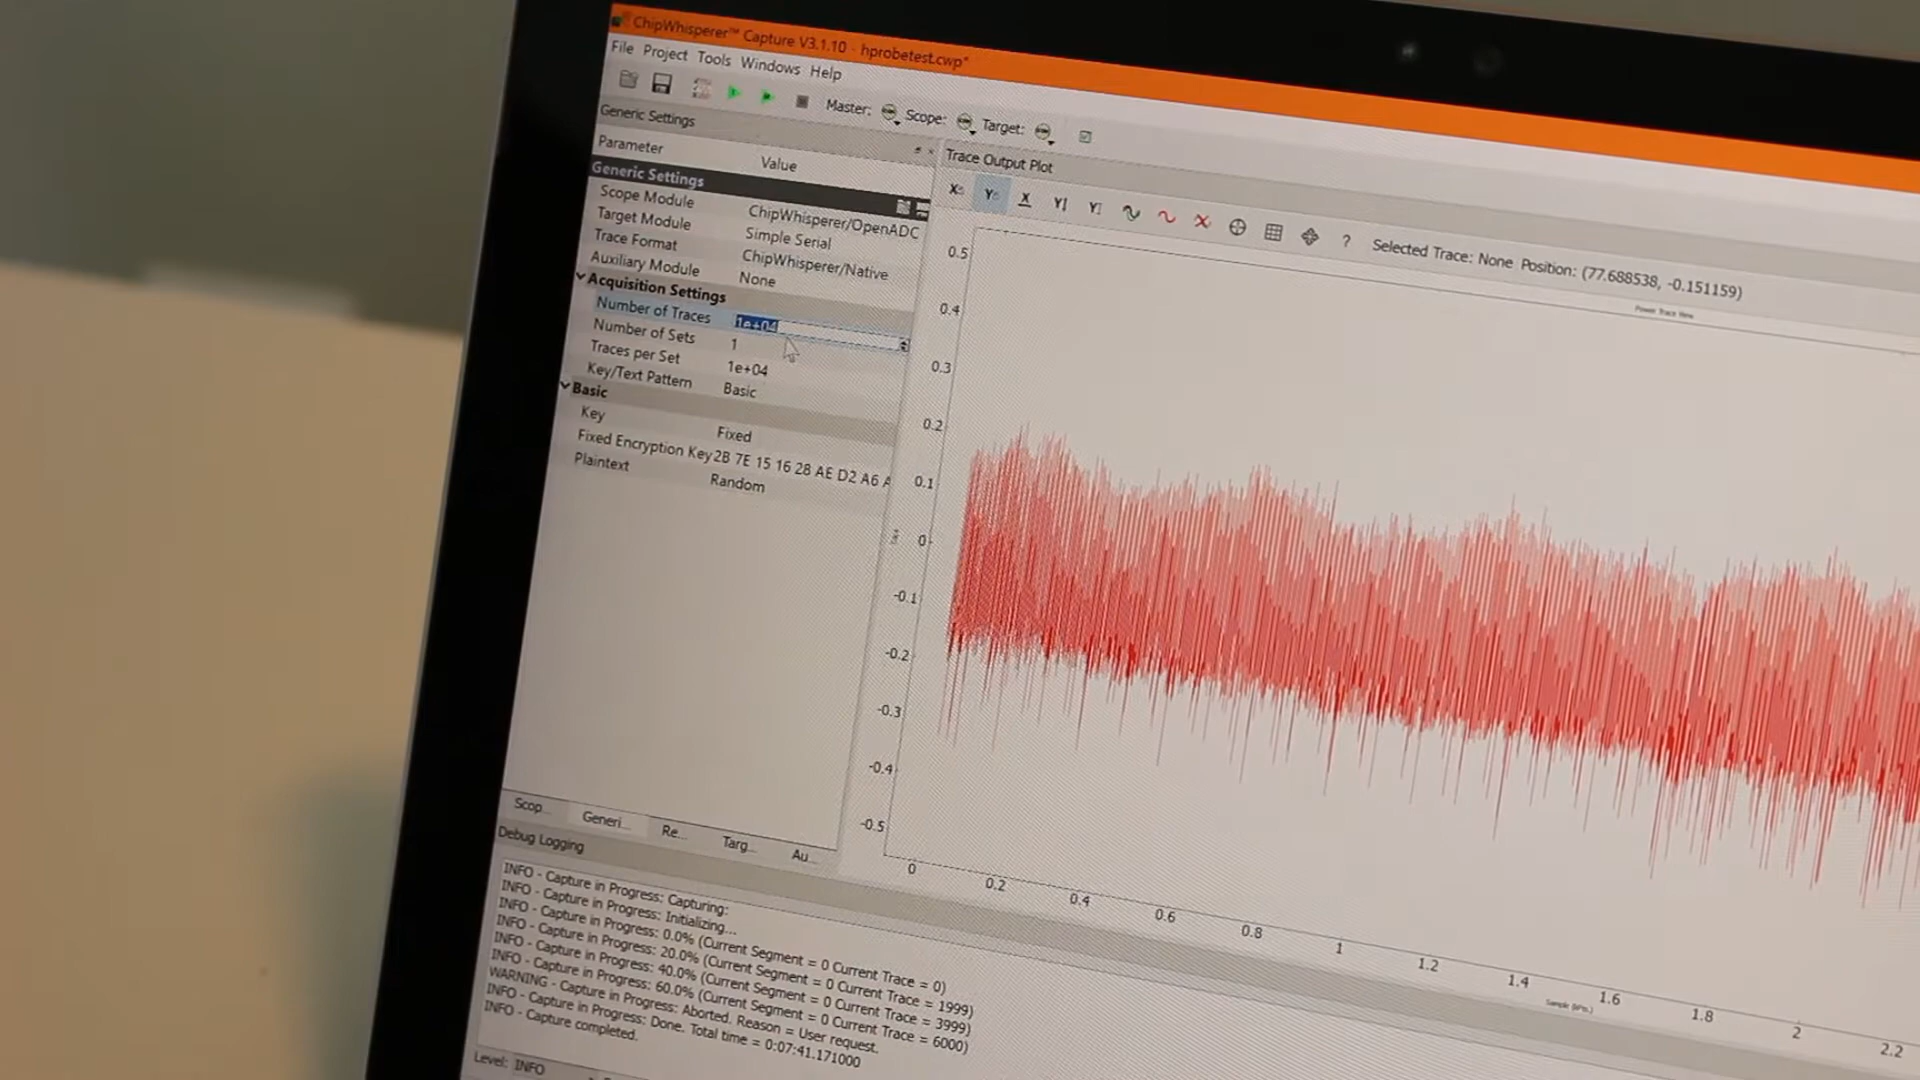 ChipWhisperer™ Capture V3.1.10 - hprobetest.cwp*
File Project Tools Windows Help
Master: Scope: Target:
Generic Settings
Parameter Value
Generic Settings
Scope Module ChipWhisperer/OpenADC
Target Module Simple Serial
Trace Format ChipWhisperer/Native
Auxiliary Module None
Acquisition Settings
Number of Traces 1e+04
Number of Sets 1
Traces per Set 1e+04
Key/Text Pattern Basic
Basic
Key Fixed
Fixed Encryption Key 2B 7E 15 16 28 AE D2 A6 A
Plaintext Random
Scop... Generi... Re... Targ... Au...
Trace Output Plot
X Y X Y Y ? Selected Trace: None Position: (77.688538, -0.151159)
Power Trace View
0.5
0.4
0.3
0.2
0.1
0
-0.1
-0.2
-0.3
-0.4
-0.5
0 0.2 0.4 0.6 0.8 1 1.2 1.4 1.6 1.8 2 2.2
Debug Logging
INFO - Capture in Progress: Capturing:
INFO - Capture in Progress: Initializing...
INFO - Capture in Progress: 0.0% (Current Segment = 0 Current Trace = 0)
INFO - Capture in Progress: 20.0% (Current Segment = 0 Current Trace = 1999)
INFO - Capture in Progress: 40.0% (Current Segment = 0 Current Trace = 3999)
INFO - Capture in Progress: 60.0% (Current Segment = 0 Current Trace = 6000)
WARNING - Capture in Progress: Aborted. Reason = User request.
INFO - Capture in Progress: Done. Total time = 0:07:41.171000
INFO - Capture completed.
Level: INFO